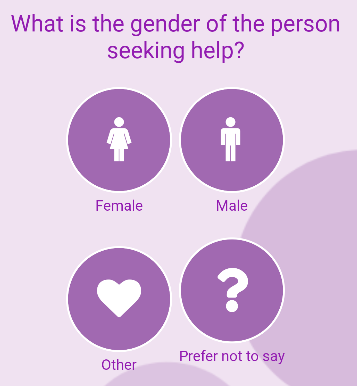 What is the gender of the person
seeking help?
Female
Male
Other
Prefer not to say